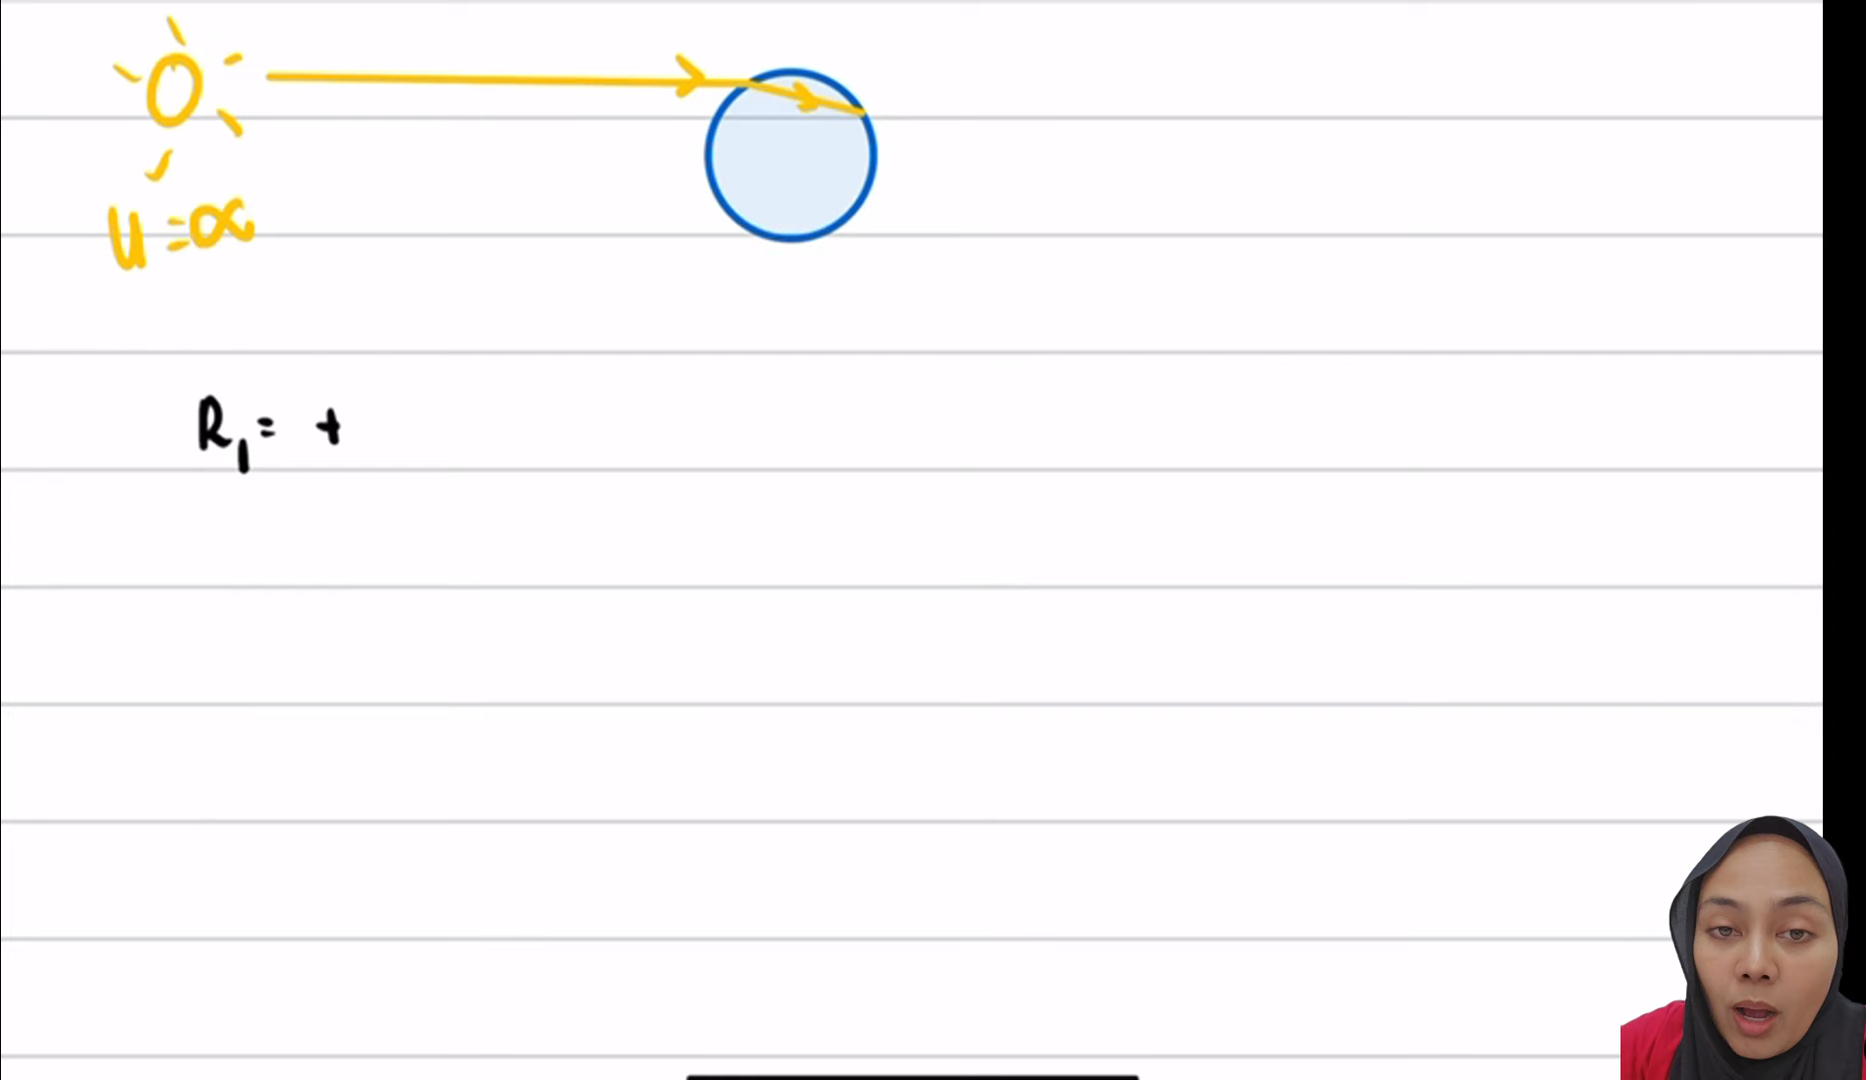 u = ∝
R₁ = +